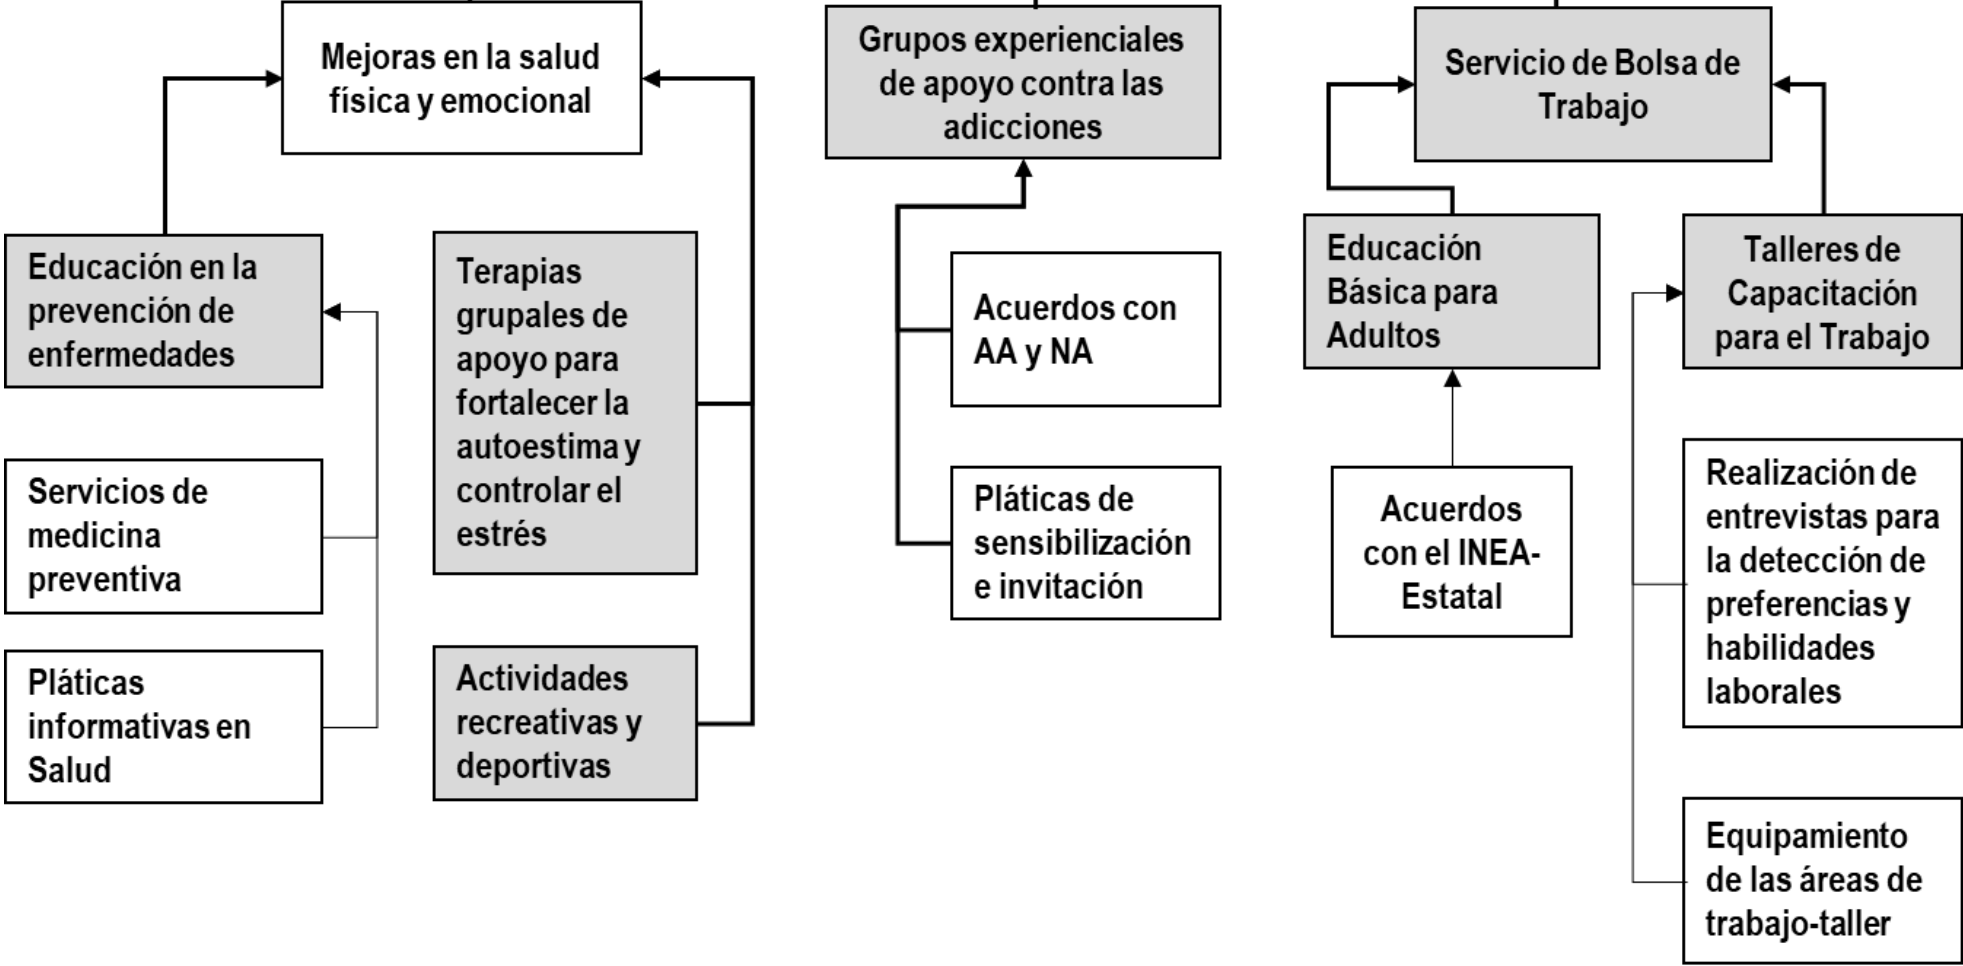 Mejoras en la salud
física y emocional
Grupos experienciales
de apoyo contra las
adicciones
Servicio de Bolsa de
Trabajo
Educación en la
prevención de
enfermedades
Terapias
grupales de
apoyo para
fortalecer la
autoestima y
controlar el
estrés
Acuerdos con
AA y NA
Educación
Básica para
Adultos
Talleres de
Capacitación
para el Trabajo
Servicios de
medicina
preventiva
Pláticas de
sensibilización
e invitación
Acuerdos
con el INEA-
Estatal
Realización de
entrevistas para
la detección de
preferencias y
habilidades
laborales
Pláticas
informativas en
Salud
Actividades
recreativas y
deportivas
Equipamiento
de las áreas de
trabajo-taller